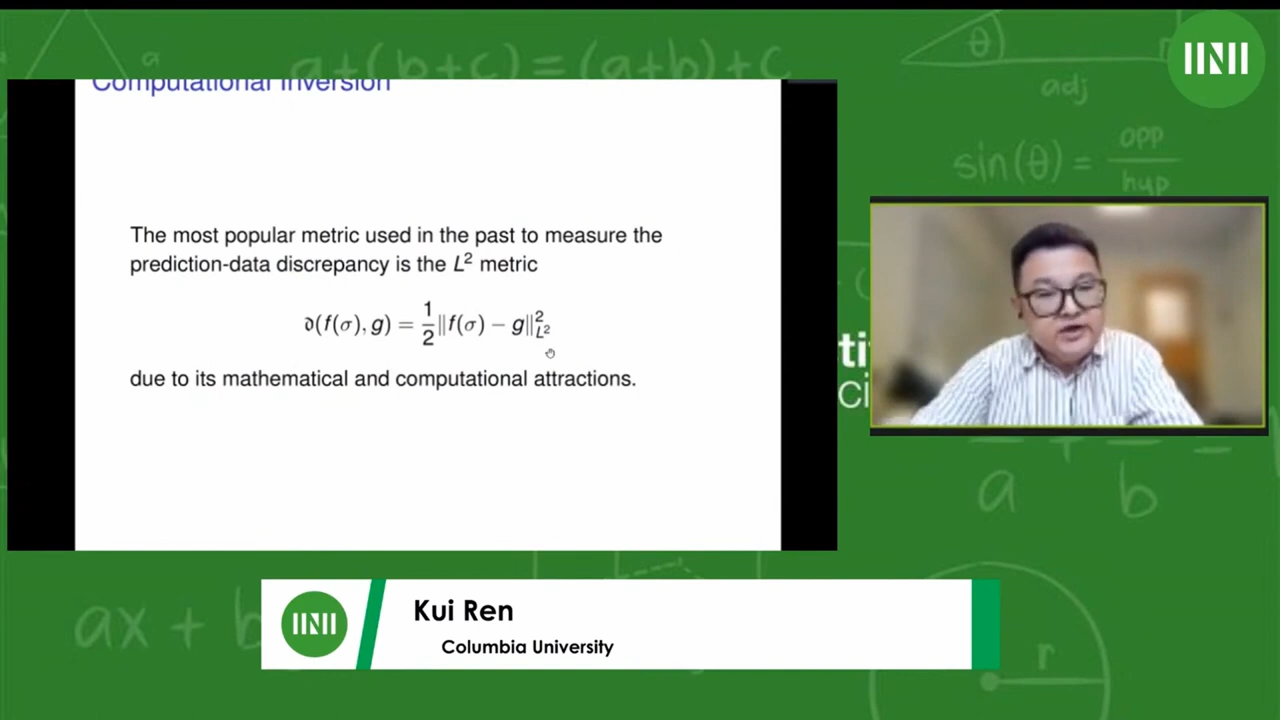 a+(b+c)=(a+b)+c
a
θ
adj
sin(θ) = opp
hyp
Computational Inversion
The most popular metric used in the past to measure the
prediction-data discrepancy is the L² metric
𝔡(f(σ), g) = 1/2 ‖f(σ) − g‖²_{L²}
due to its mathematical and computational attractions.
a + b =
ax + b
r
Kui Ren
Columbia University